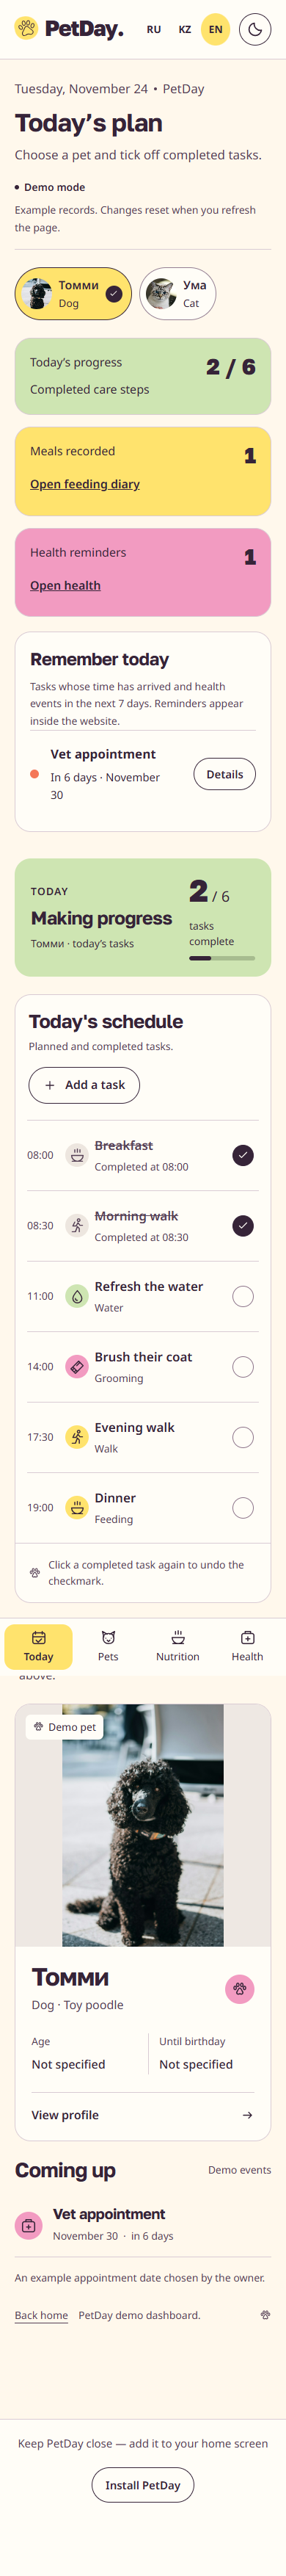 PetDay. RU KZ EN
Tuesday, November 24 • PetDay
Today’s plan
Choose a pet and tick off completed tasks.
Demo mode
Example records. Changes reset when you refresh
the page.
Томми
Dog
Ума
Cat
Today’s progress
2 / 6
Completed care steps
Meals recorded
1
Open feeding diary
Health reminders
1
Open health
Remember today
Tasks whose time has arrived and health
events in the next 7 days. Reminders appear
inside the website.
Vet appointment
In 6 days · November
30
Details
TODAY
Making progress
Томми · today’s tasks
2 / 6
tasks
complete
Today's schedule
Planned and completed tasks.
+ Add a task
08:00 Breakfast
Completed at 08:00
08:30 Morning walk
Completed at 08:30
11:00 Refresh the water
Water
14:00 Brush their coat
Grooming
17:30 Evening walk
Walk
19:00 Dinner
Feeding
Click a completed task again to undo the
checkmark.
Today Pets Nutrition Health
above.
Demo pet
Томми
Dog · Toy poodle
Age
Not specified
Until birthday
Not specified
View profile →
Coming up
Demo events
Vet appointment
November 30 · in 6 days
An example appointment date chosen by the owner.
Back home PetDay demo dashboard.
Keep PetDay close — add it to your home screen
Install PetDay